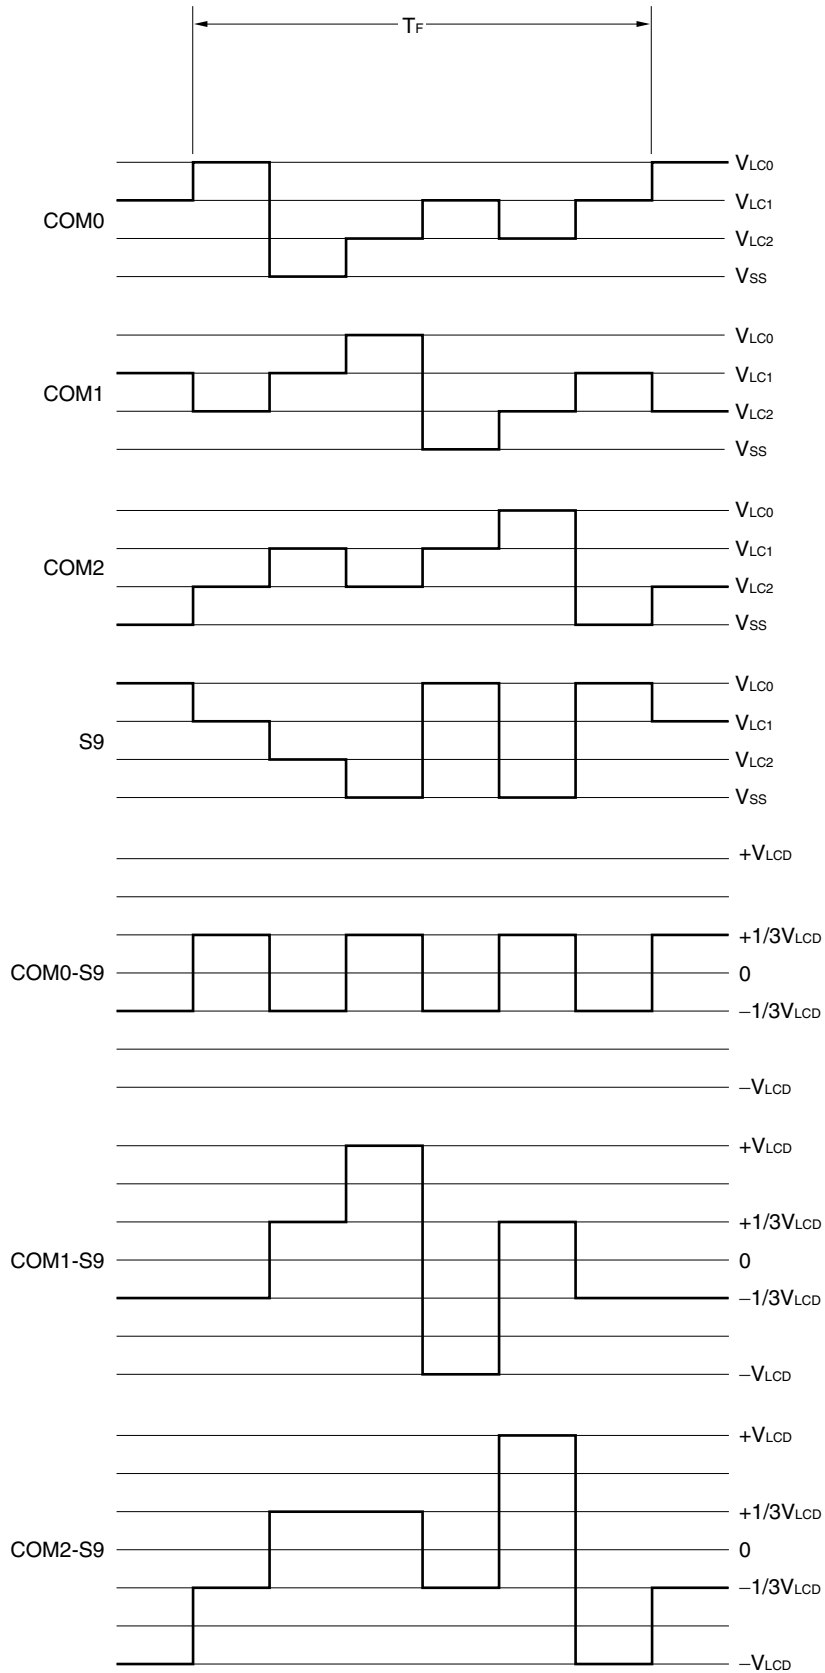 TF
COM0
VLC0
VLC1
VLC2
VSS
COM1
VLC0
VLC1
VLC2
VSS
COM2
VLC0
VLC1
VLC2
VSS
S9
VLC0
VLC1
VLC2
VSS
COM0-S9
+VLCD
+1/3VLCD
0
−1/3VLCD
−VLCD
COM1-S9
+VLCD
+1/3VLCD
0
−1/3VLCD
−VLCD
COM2-S9
+VLCD
+1/3VLCD
0
−1/3VLCD
−VLCD